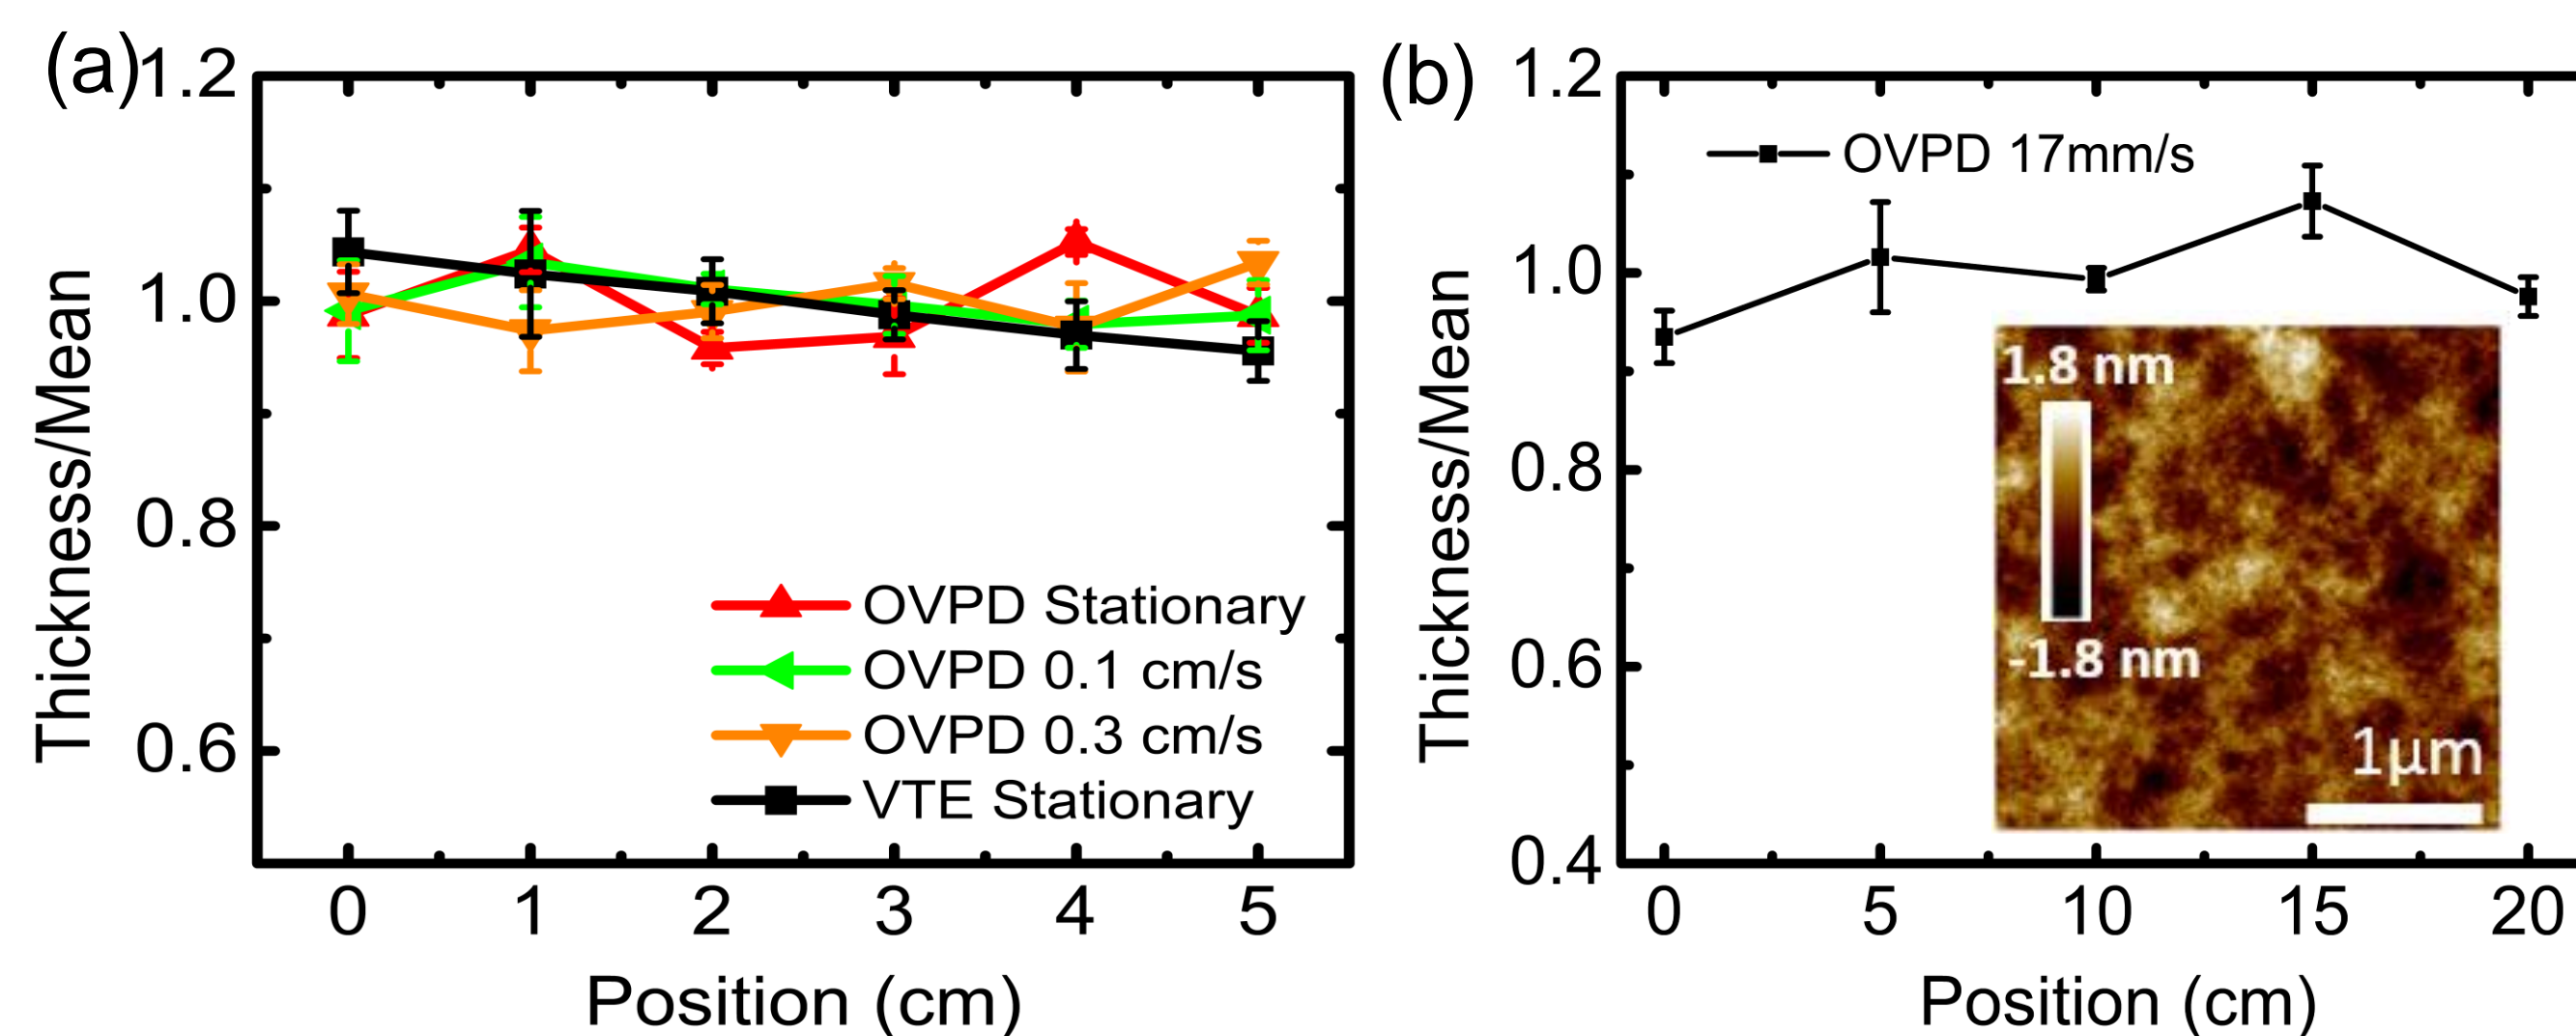 (a)
1.2
1.0
0.8
0.6
Thickness/Mean
OVPD Stationary
OVPD 0.1 cm/s
OVPD 0.3 cm/s
VTE Stationary
0 1 2 3 4 5
Position (cm)
(b)
1.2
1.0
0.8
0.6
0.4
Thickness/Mean
OVPD 17mm/s
1.8 nm
-1.8 nm
1μm
0 5 10 15 20
Position (cm)